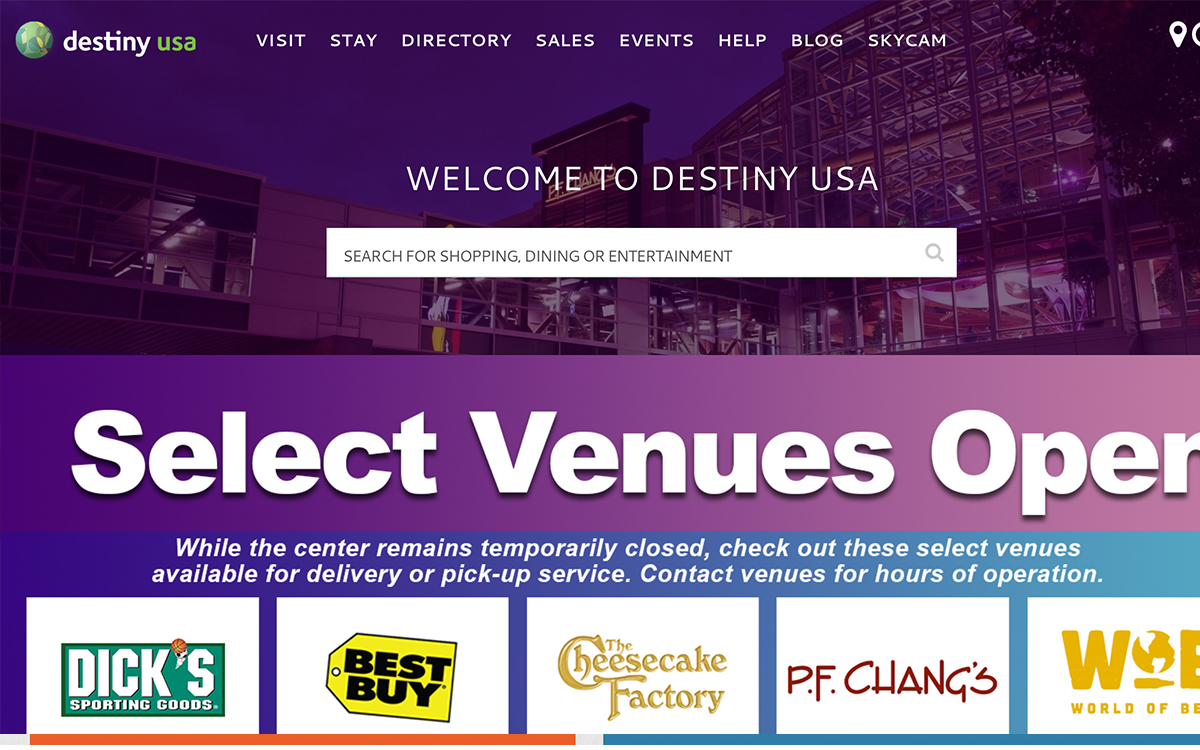 destiny usa
VISIT STAY DIRECTORY SALES EVENTS HELP BLOG SKYCAM
WELCOME TO DESTINY USA
P.F. CHANG'S
SEARCH FOR SHOPPING, DINING OR ENTERTAINMENT
Select Venues Open
While the center remains temporarily closed, check out these select venues
available for delivery or pick-up service. Contact venues for hours of operation.
DICK'S
SPORTING GOODS
BEST
BUY
The
Cheesecake
Factory
P.F. CHANG'S
WOB
WORLD OF BE